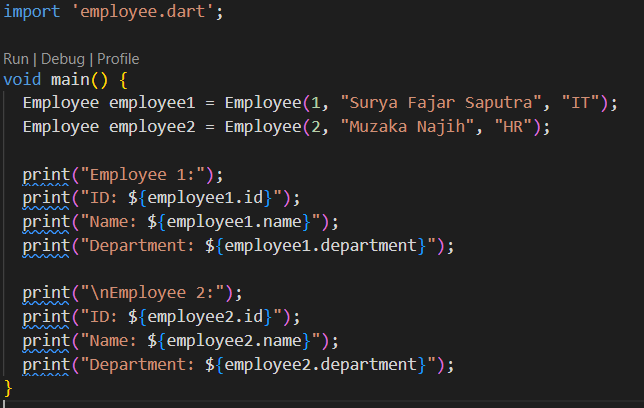 import 'employee.dart';
Run | Debug | Profile
void main() {
  Employee employee1 = Employee(1, "Surya Fajar Saputra", "IT");
  Employee employee2 = Employee(2, "Muzaka Najih", "HR");
  print("Employee 1:");
  print("ID: ${employee1.id}");
  print("Name: ${employee1.name}");
  print("Department: ${employee1.department}");
  print("\nEmployee 2:");
  print("ID: ${employee2.id}");
  print("Name: ${employee2.name}");
  print("Department: ${employee2.department}");
}